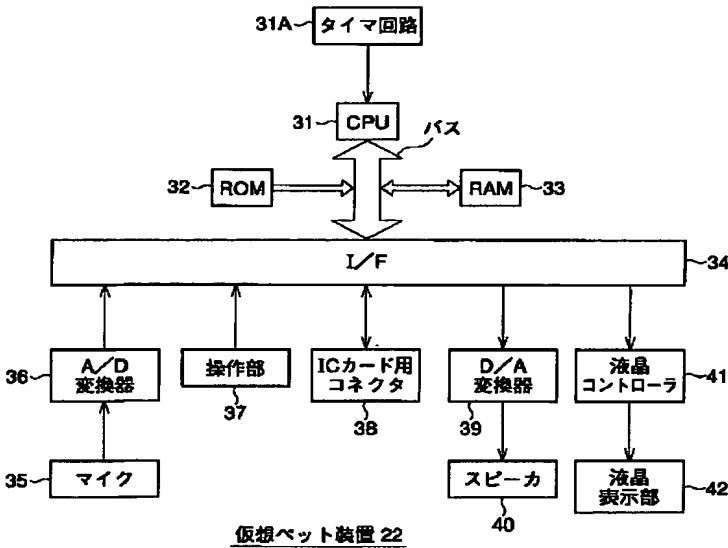 31A タイマ回路
31 CPU
バス
32 ROM
RAM 33
I/F 34
36 A/D
変換器
操作部
37
ICカード用
コネクタ
38
D/A
変換器
39
液晶
コントローラ 41
35 マイク
スピーカ
40
液晶
表示部 42
仮想ペット装置 22